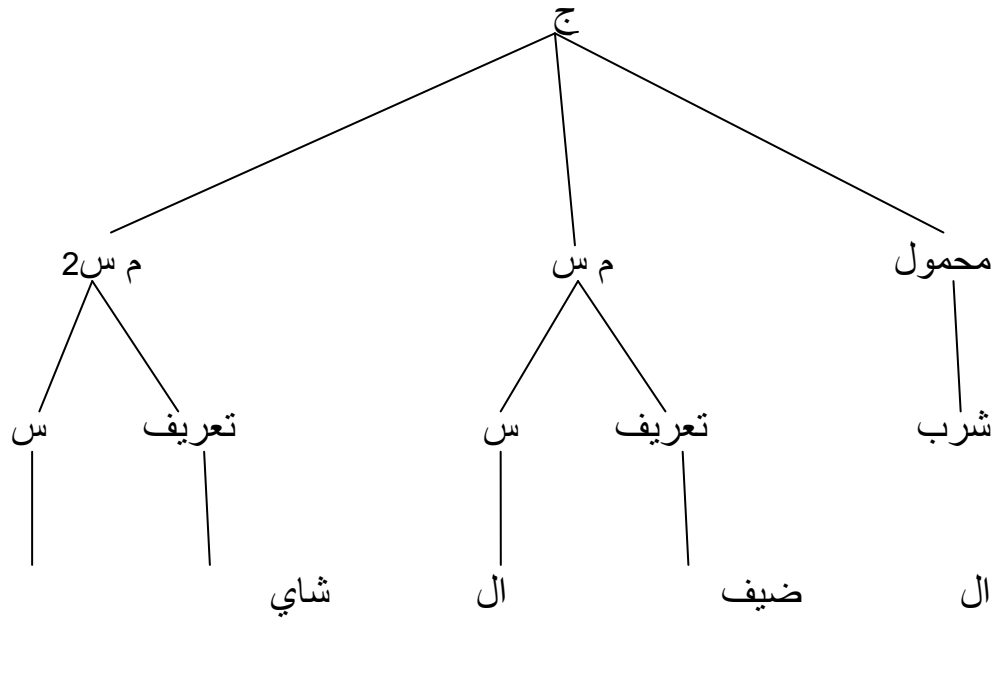 ج
محمول م س م س2
شرب تعريف س تعريف س
ال ضيف ال شاي